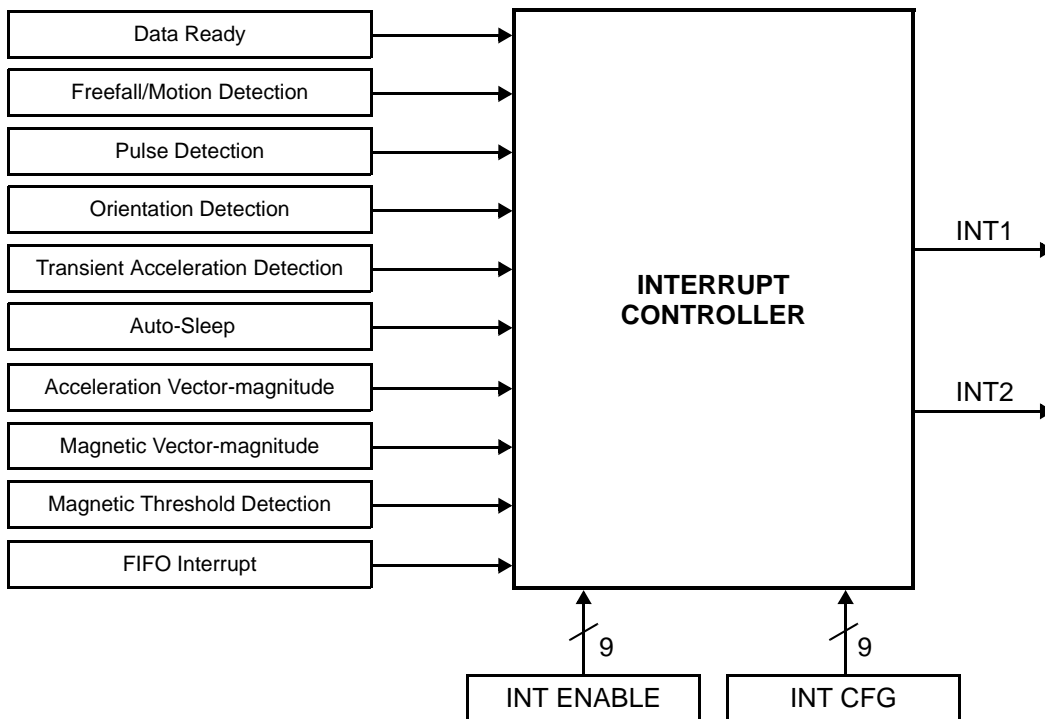 Data Ready
Freefall/Motion Detection
Pulse Detection
Orientation Detection
Transient Acceleration Detection
Auto-Sleep
Acceleration Vector-magnitude
Magnetic Vector-magnitude
Magnetic Threshold Detection
FIFO Interrupt
INTERRUPT
CONTROLLER
INT1
INT2
9
9
INT ENABLE
INT CFG